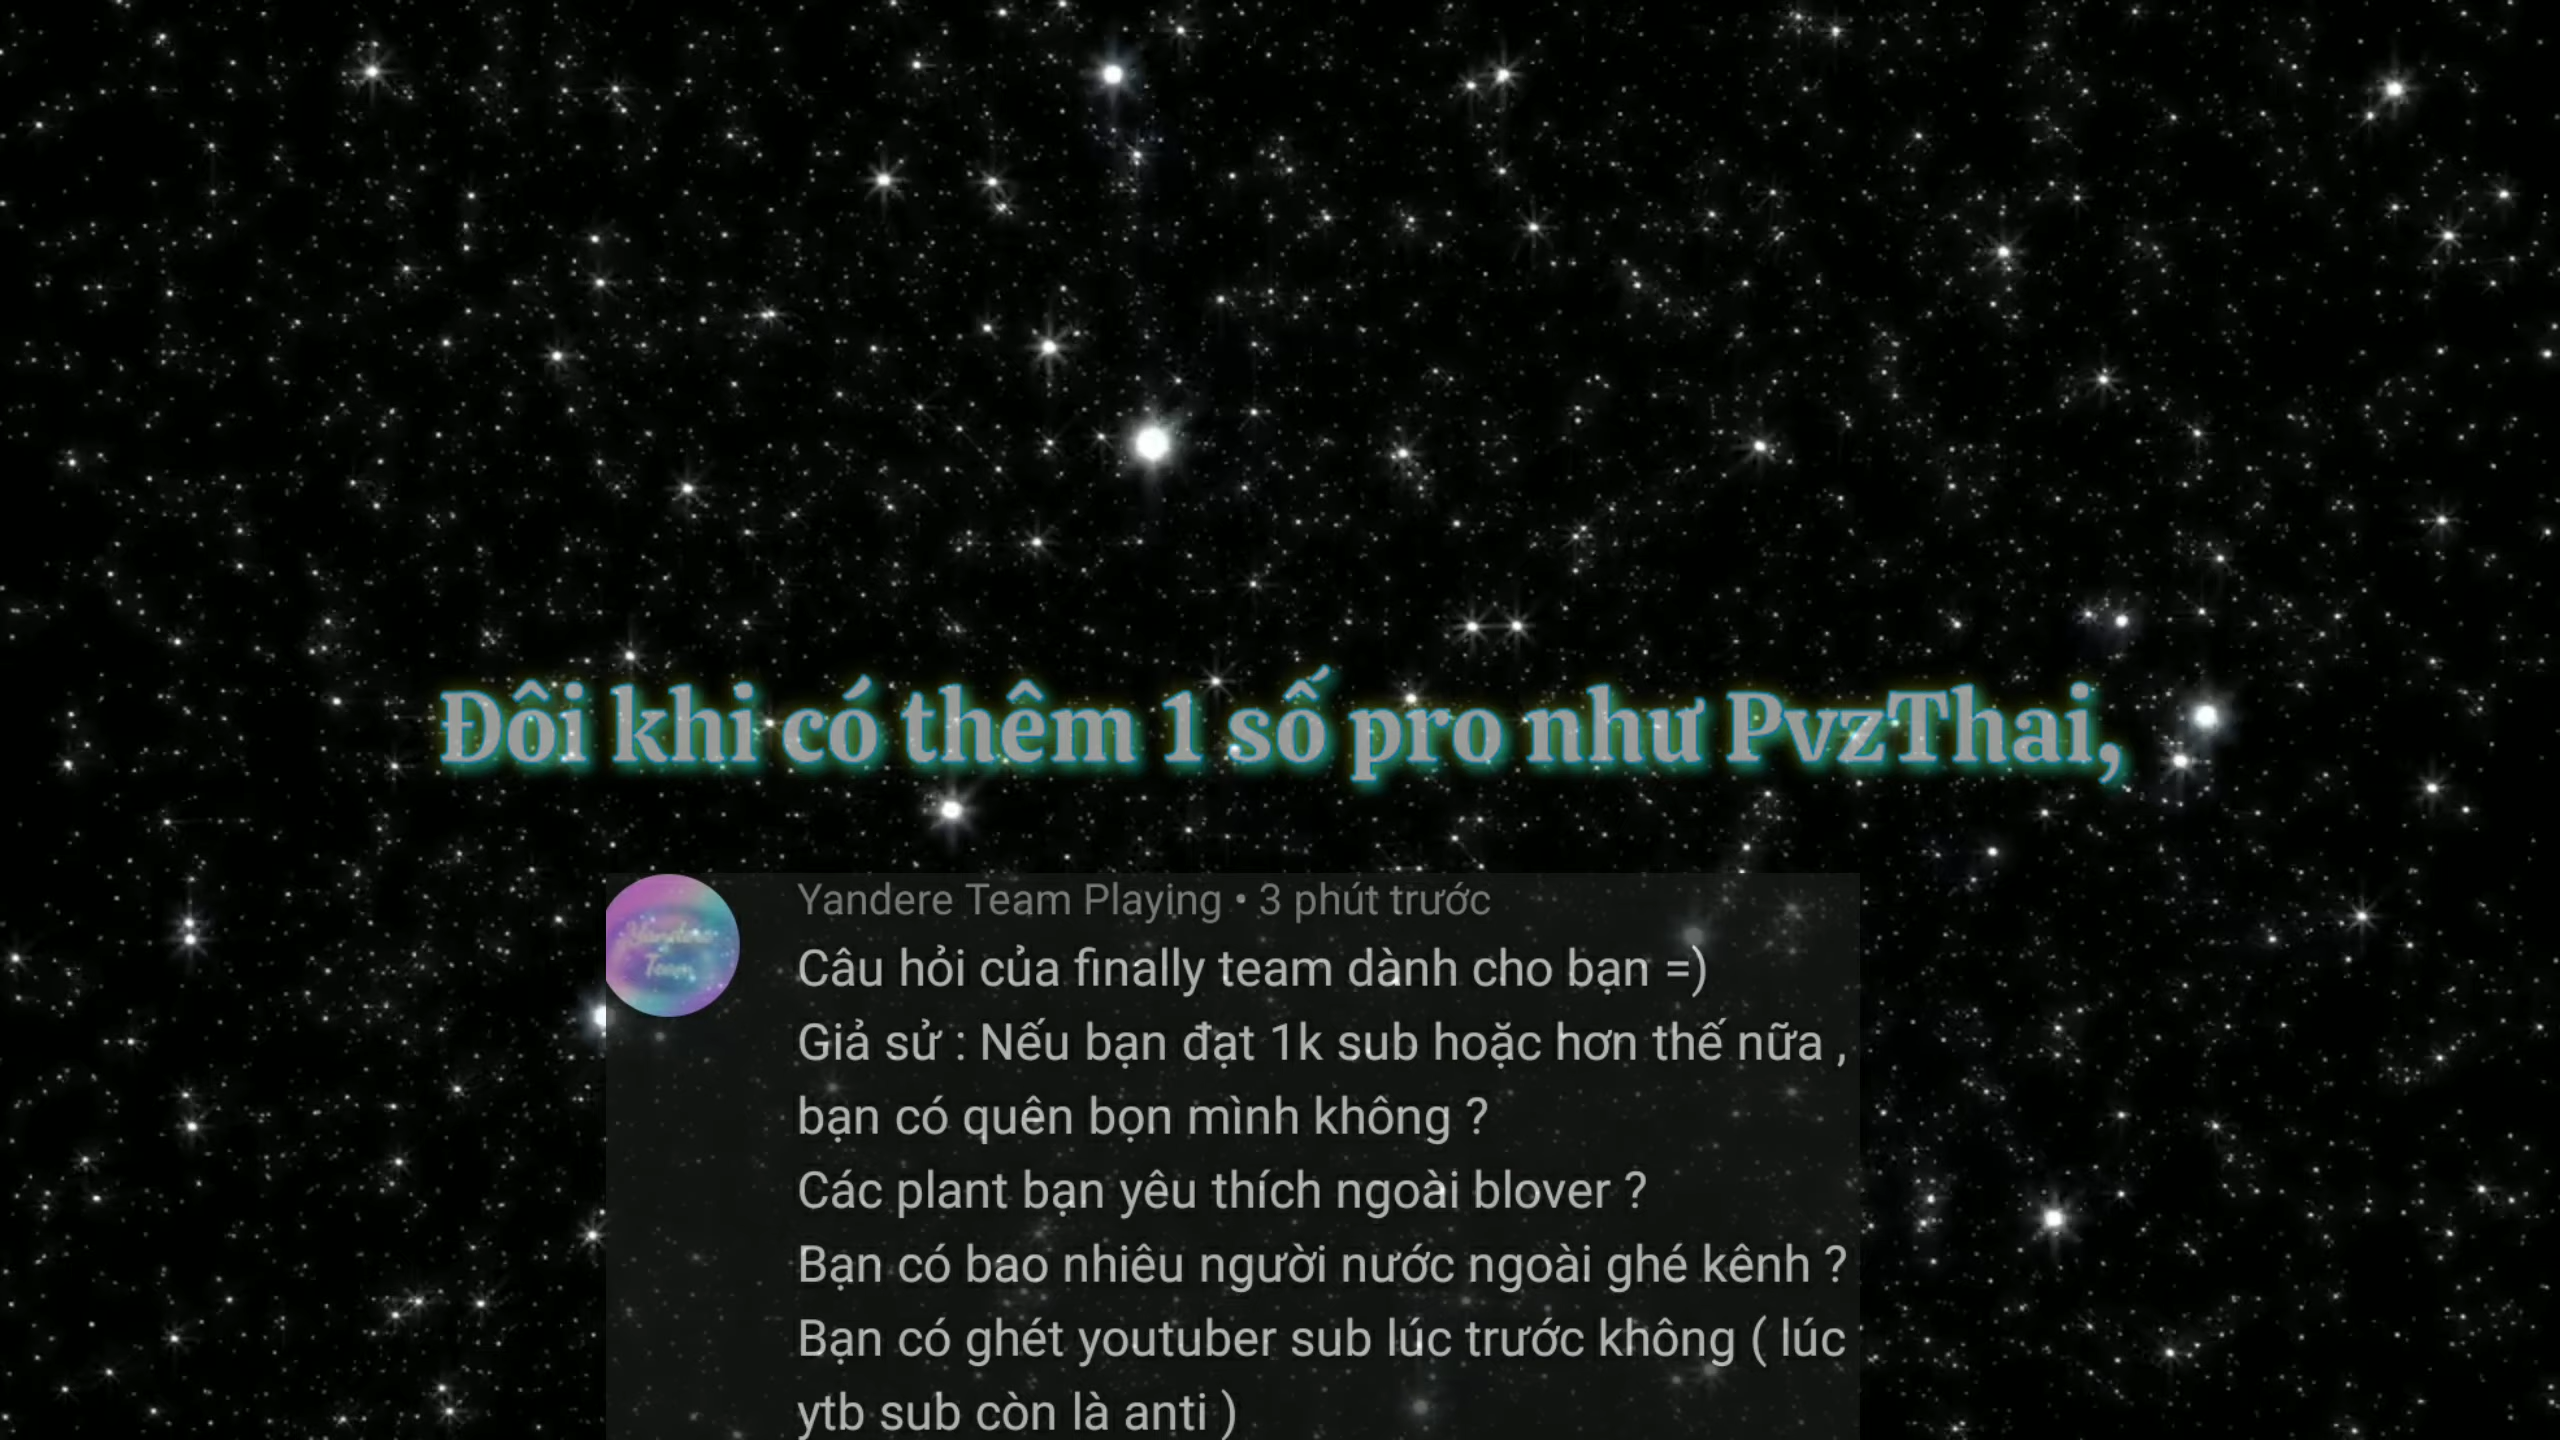 Đôi khi có thêm 1 số pro như PvzThai,
Yandere Team Playing • 3 phút trước
Câu hỏi của finally team dành cho bạn =)
Giả sử : Nếu bạn đạt 1k sub hoặc hơn thế nữa ,
bạn có quên bọn mình không ?
Các plant bạn yêu thích ngoài blover ?
Bạn có bao nhiêu người nước ngoài ghé kênh ?
Bạn có ghét youtuber sub lúc trước không ( lúc
ytb sub còn là anti )